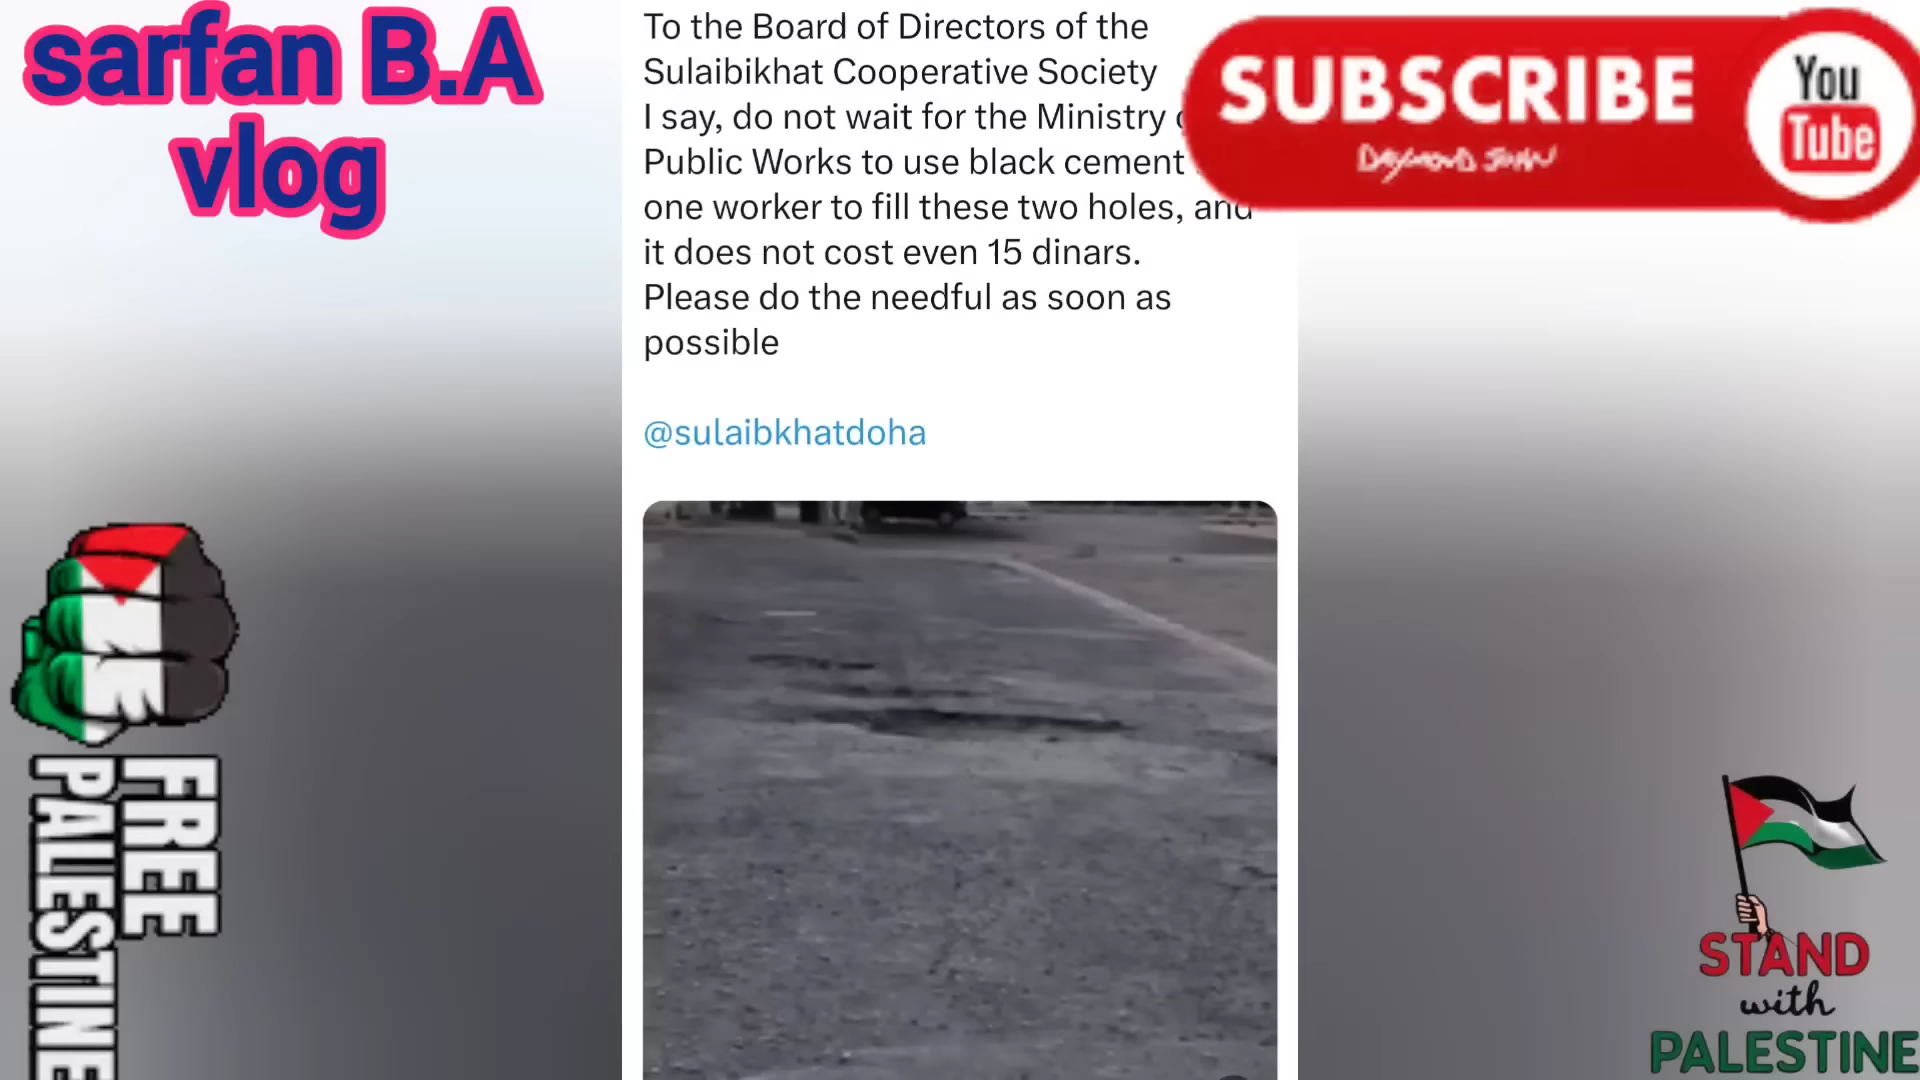 sarfan B.A
vlog
To the Board of Directors of the
Sulaibikhat Cooperative Society
I say, do not wait for the Ministry
Public Works to use black cement
one worker to fill these two holes, and
it does not cost even 15 dinars.
Please do the needful as soon as
possible
@sulaibkhatdoha
SUBSCRIBE
You
Tube
FREE
PALESTINE
STAND
with
PALESTINE